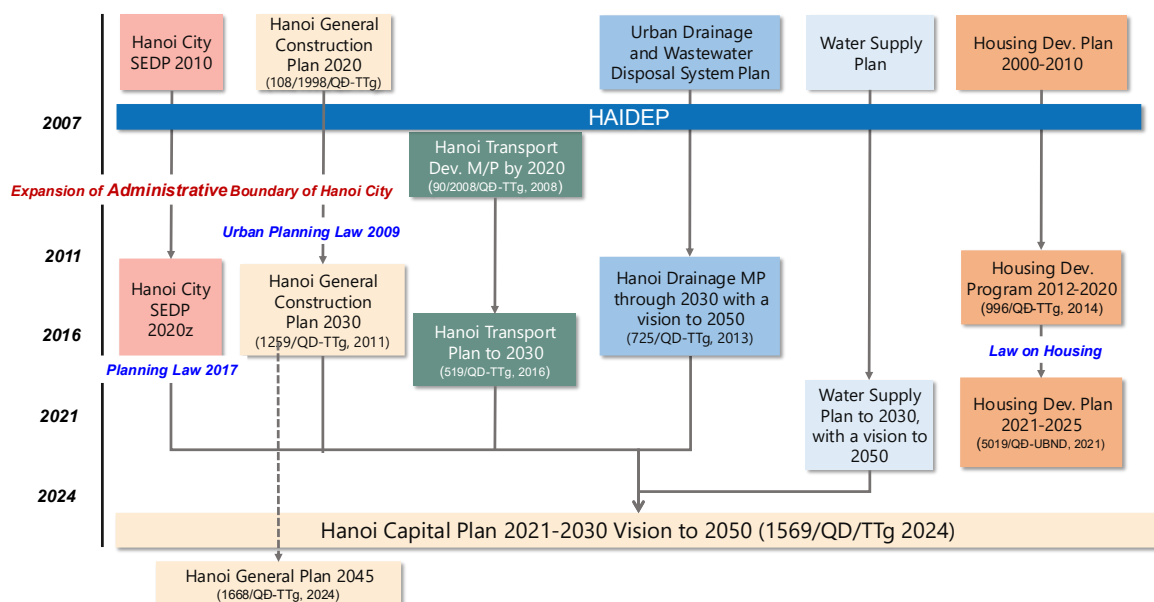 Hanoi City
SEDP 2010
Hanoi General
Construction
Plan 2020
(108/1998/QĐ-TTg)
Urban Drainage
and Wastewater
Disposal System Plan
Water Supply
Plan
Housing Dev. Plan
2000-2010
2007
HAIDEP
Hanoi Transport
Dev. M/P by 2020
(90/2008/QĐ-TTg, 2008)
Expansion of Administrative Boundary of Hanoi City
Urban Planning Law 2009
2011
Hanoi City
SEDP
2020z
Hanoi General
Construction
Plan 2030
(1259/QD-TTg, 2011)
Hanoi Drainage MP
through 2030 with a
vision to 2050
(725/QD-TTg, 2013)
Housing Dev.
Program 2012-2020
(996/QĐ-TTg, 2014)
2016
Hanoi Transport
Plan to 2030
(519/QD-TTg, 2016)
Planning Law 2017
Law on Housing
2021
Water Supply
Plan to 2030,
with a vision to
2050
Housing Dev. Plan
2021-2025
(5019/QĐ-UBND, 2021)
2024
Hanoi Capital Plan 2021-2030 Vision to 2050 (1569/QD/TTg 2024)
Hanoi General Plan 2045
(1668/QĐ-TTg, 2024)